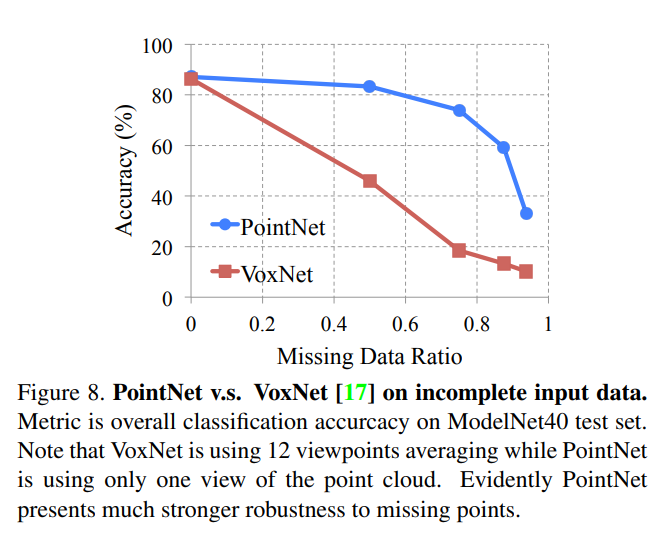 100
80
60
40
20
0
Accuracy (%)
PointNet
VoxNet
0 0.2 0.4 0.6 0.8 1
Missing Data Ratio
Figure 8. PointNet v.s. VoxNet [17] on incomplete input data.
Metric is overall classification accurcacy on ModelNet40 test set.
Note that VoxNet is using 12 viewpoints averaging while PointNet
is using only one view of the point cloud. Evidently PointNet
presents much stronger robustness to missing points.